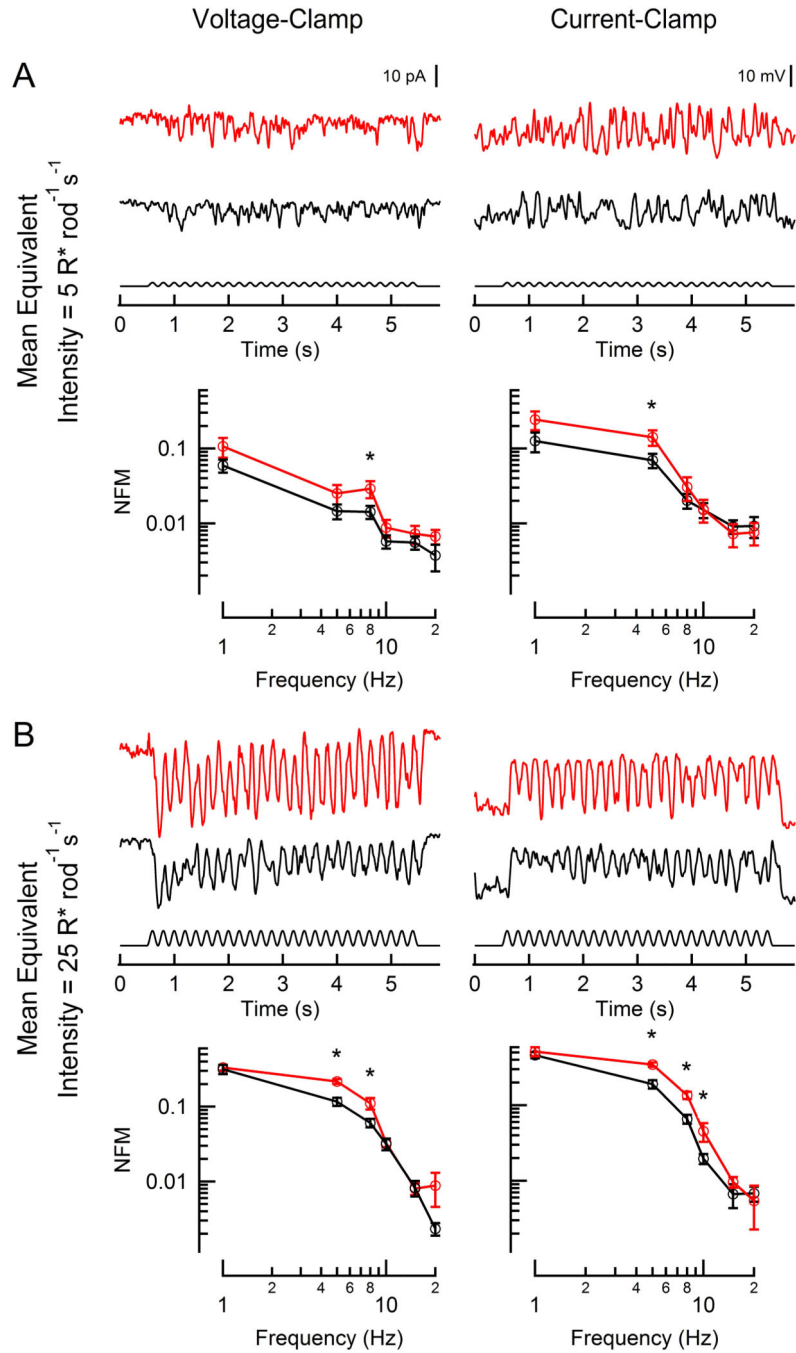 Voltage-Clamp
Current-Clamp
A
10 pA
10 mV
Mean Equivalent
Intensity = 5 R* rod⁻¹ s⁻¹
0 1 2 3 4 5
Time (s)
0 1 2 3 4 5
Time (s)
*
*
NFM
0.1
0.01
2 4 6 8 2
1 10
Frequency (Hz)
2 4 6 8 2
1 10
Frequency (Hz)
B
Mean Equivalent
Intensity = 25 R* rod⁻¹ s⁻¹
0 1 2 3 4 5
Time (s)
0 1 2 3 4 5
Time (s)
* *
* * *
NFM
0.1
0.01
2 4 6 8 2
1 10
Frequency (Hz)
2 4 6 8 2
1 10
Frequency (Hz)